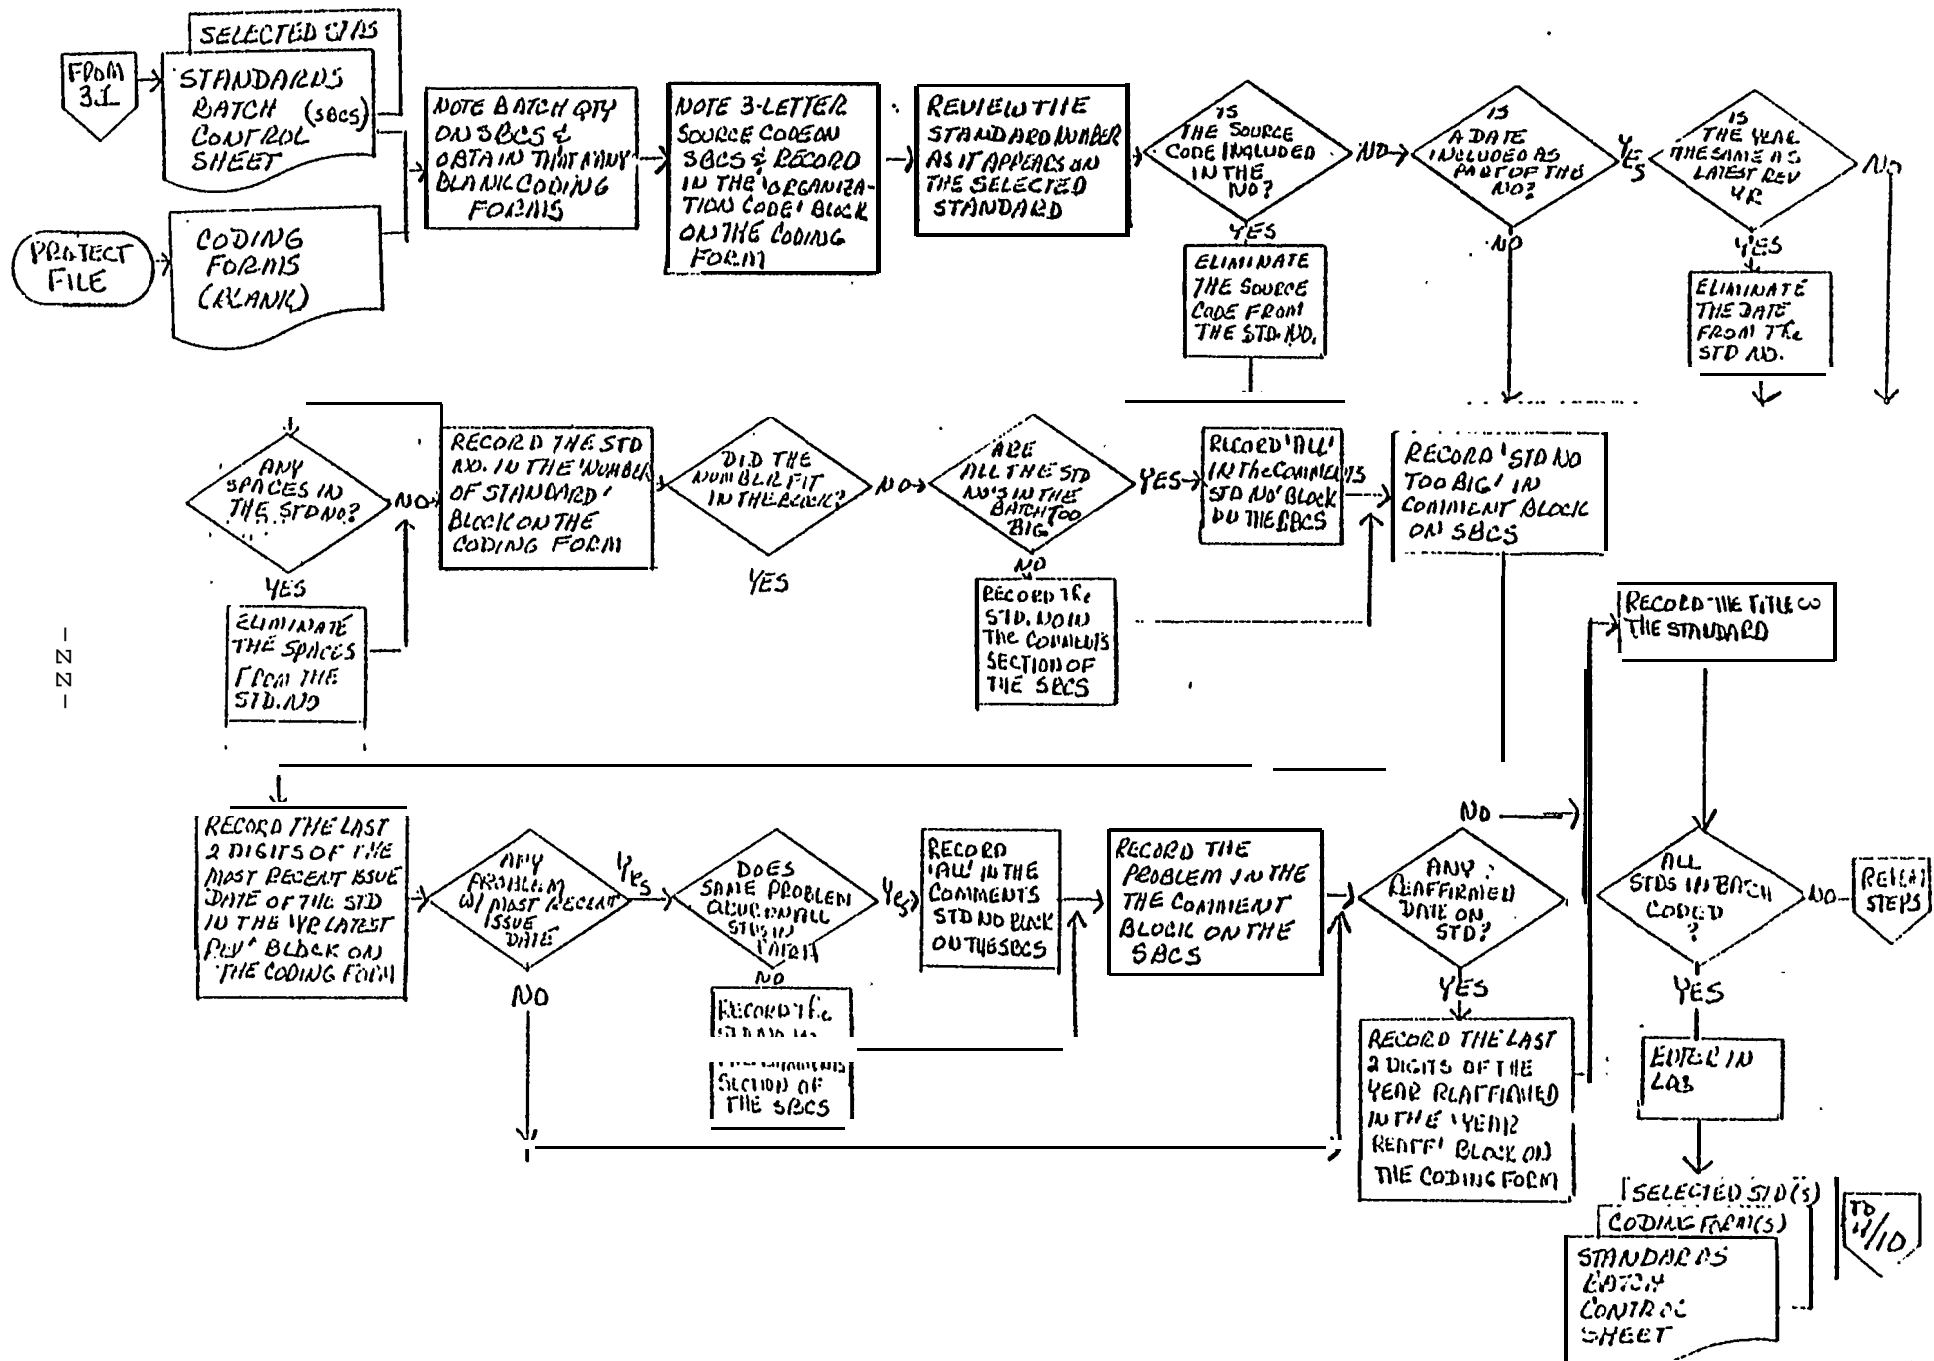 SELECTED
FROM
3.1
STANDARDS
BATCH (SBCS)
CONTROL
SHEET
PROJECT
FILE
CODING
FORMS
(BLANK)
NOTE BATCH QTY
ON SBCS &
OBTAIN THAT MANY
BLANK CODING
FORMS
NOTE 3-LETTER
SOURCE CODE ON
SBCS & RECORD
IN THE 'ORGANIZA-
TION CODE' BLOCK
ON THE CODING
FORM
REVIEW THE
STANDARD NUMBER
AS IT APPEARS ON
THE SELECTED
STANDARD
IS
THE SOURCE
CODE INCLUDED
IN THE
NO?
NO
YES
ELIMINATE
THE SOURCE
CODE FROM
THE STD. NO.
IS
A DATE
INCLUDED AS
PART OF THE
NO?
YES
NO
IS
THE YEAR
THE SAME AS
LATEST REV
YR
NO
YES
ELIMINATE
THE DATE
FROM THE
STD NO.
ANY
SPACES IN
THE STD NO?
NO
YES
ELIMINATE
THE SPACES
FROM THE
STD. NO
RECORD THE STD
NO. IN THE 'NUMBER
OF STANDARD'
BLOCK ON THE
CODING FORM
DID THE
NUMBER FIT
IN THE BLOCK?
NO
YES
ARE
ALL THE STD
NO'S IN THE
BATCH TOO
BIG
YES
NO
RECORD THE
STD. NO IN
THE COMMENTS
SECTION OF
THE SBCS
RECORD 'ALL'
IN THE COMMENTS
STD NO' BLOCK
ON THE SBCS
RECORD 'STD NO
TOO BIG' IN
COMMENT BLOCK
ON SBCS
RECORD THE TITLE
THE STANDARD
-22-
RECORD THE LAST
2 DIGITS OF THE
MOST RECENT ISSUE
DATE OF THE STD
IN THE 'YR LATEST
REV' BLOCK ON
THE CODING FORM
ANY
PROBLEM
W/ MOST RECENT
ISSUE
DATE
YES
NO
DOES
SAME PROBLEM
OCCUR ON ALL
STDS IN
BATCH
YES
NO
RECORD THE
SECTION OF
THE SBCS
RECORD
'ALL' IN THE
COMMENTS
STD NO BLOCK
ON THE SBCS
RECORD THE
PROBLEM IN THE
THE COMMENT
BLOCK ON THE
SBCS
ANY
REAFFIRMED
DATE ON
STD?
NO
YES
RECORD THE LAST
2 DIGITS OF THE
YEAR REAFFIRMED
IN THE 'YEAR
REAFF' BLOCK ON
THE CODING FORM
ALL
STDS IN BATCH
CODED
?
NO
REPEAT
STEPS
YES
ENTER IN
SELECTED STD(S)
CODING FORM(S)
STANDARDS
BATCH
CONTROL
SHEET
TO